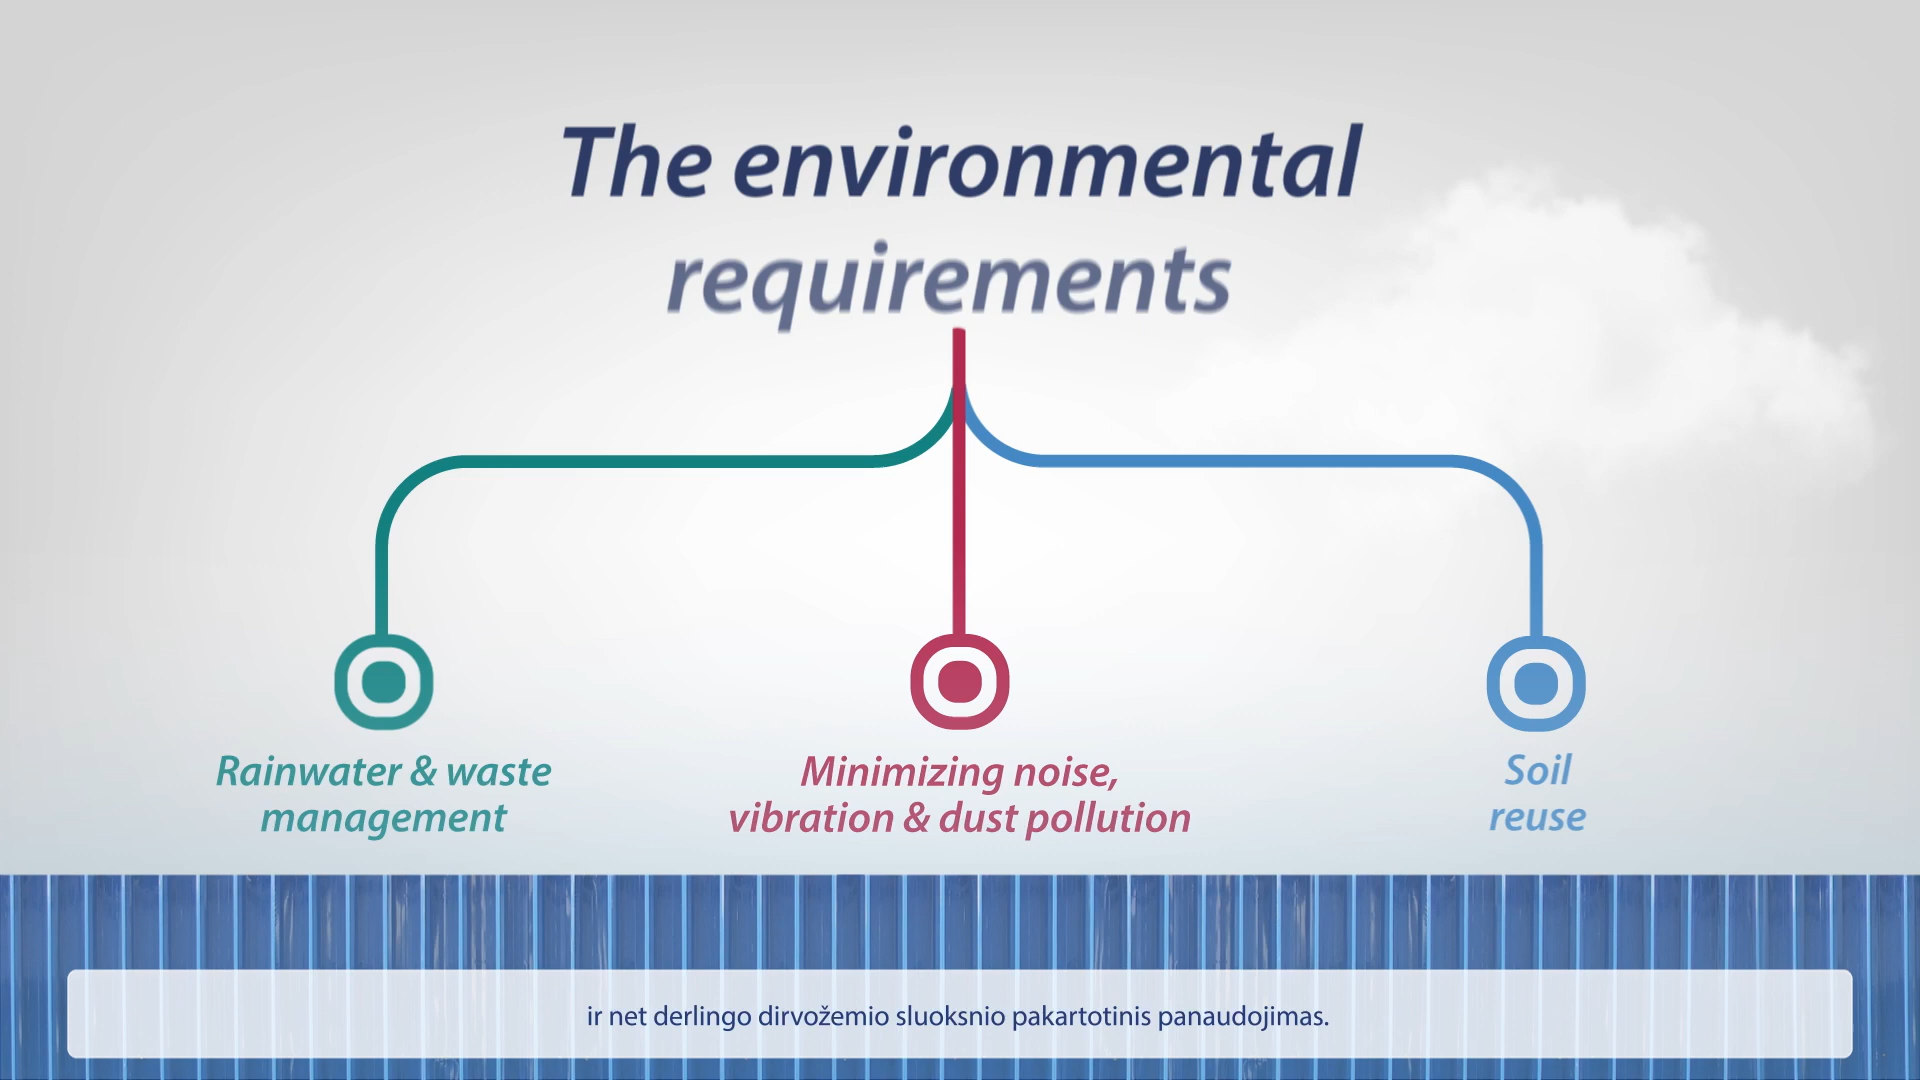 The environmental
requirements
Rainwater & waste
management
Minimizing noise,
vibration & dust pollution
Soil
reuse
ir net derlingo dirvožemio sluoksnio pakartotinis panaudojimas.